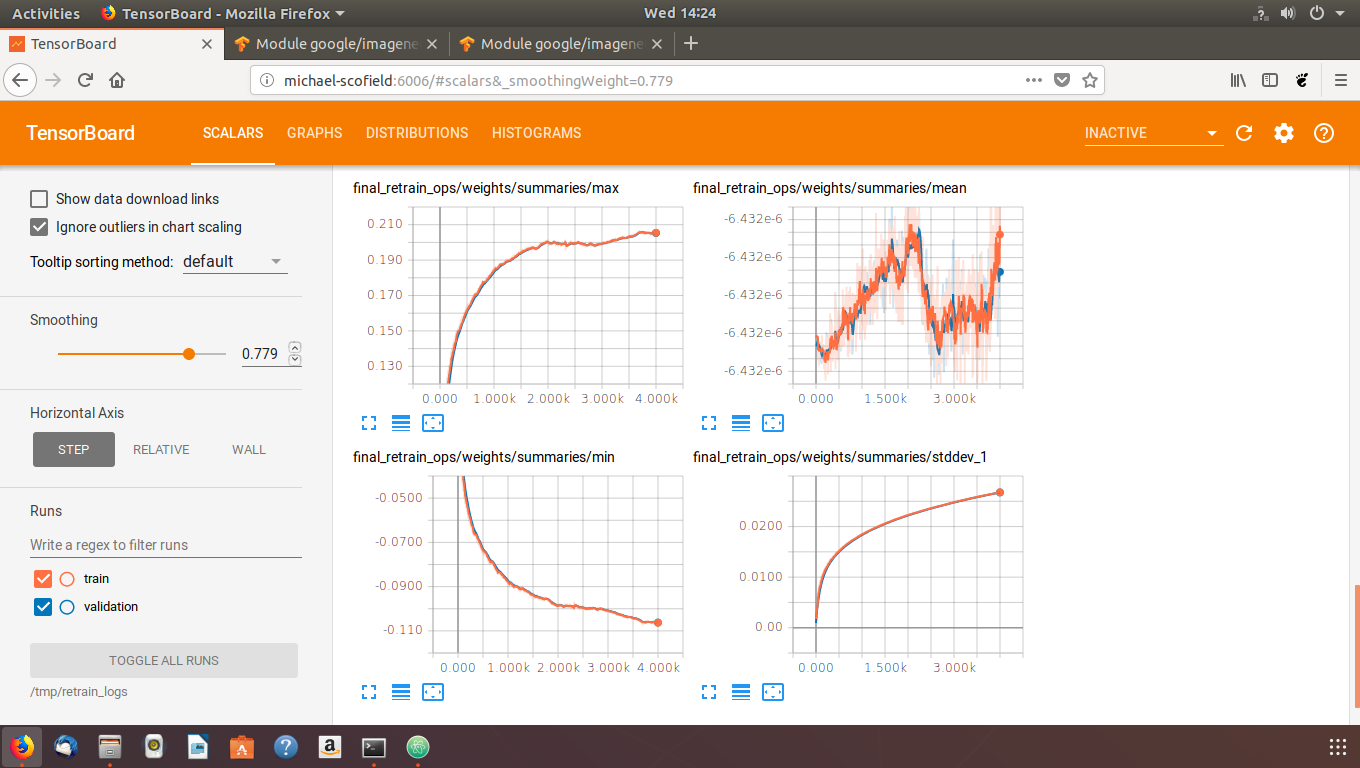 Activities TensorBoard - Mozilla Firefox Wed 14:24
TensorBoard Module google/imagene Module google/imagene
michael-scofield:6006/#scalars&_smoothingWeight=0.779
TensorBoard SCALARS GRAPHS DISTRIBUTIONS HISTOGRAMS INACTIVE
Show data download links
Ignore outliers in chart scaling
Tooltip sorting method: default
Smoothing
0.779
Horizontal Axis
STEP RELATIVE WALL
Runs
Write a regex to filter runs
train
validation
TOGGLE ALL RUNS
/tmp/retrain_logs
final_retrain_ops/weights/summaries/max
0.210
0.190
0.170
0.150
0.130
0.000 1.000k 2.000k 3.000k 4.000k
final_retrain_ops/weights/summaries/mean
-6.432e-6
-6.432e-6
-6.432e-6
-6.432e-6
-6.432e-6
0.000 1.500k 3.000k
final_retrain_ops/weights/summaries/min
-0.0500
-0.0700
-0.0900
-0.110
0.000 1.000k 2.000k 3.000k 4.000k
final_retrain_ops/weights/summaries/stddev_1
0.0200
0.0100
0.00
0.000 1.500k 3.000k